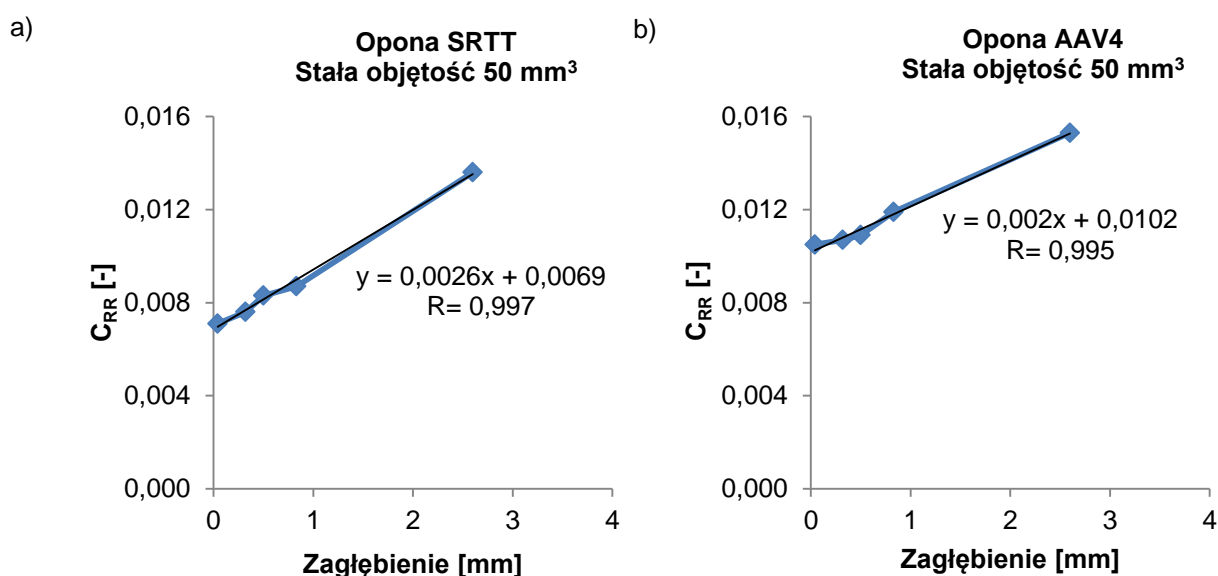 a)
Opona SRTT
Stała objętość 50 mm³
0,016
0,012
0,008
0,004
0,000
C_RR [-]
y = 0,0026x + 0,0069
R= 0,997
0 1 2 3 4
Zagłębienie [mm]
b)
Opona AAV4
Stała objętość 50 mm³
0,016
0,012
0,008
0,004
0,000
C_RR [-]
y = 0,002x + 0,0102
R= 0,995
0 1 2 3 4
Zagłębienie [mm]